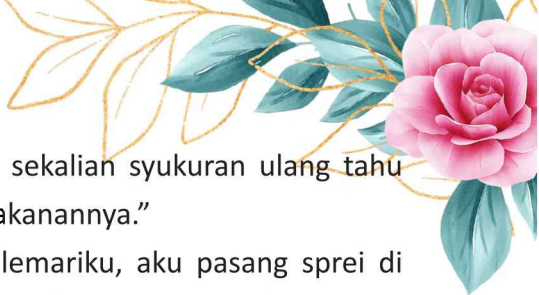 sekalian syukuran ulang tahu
akanannya.”
lemariku, aku pasang sprei di